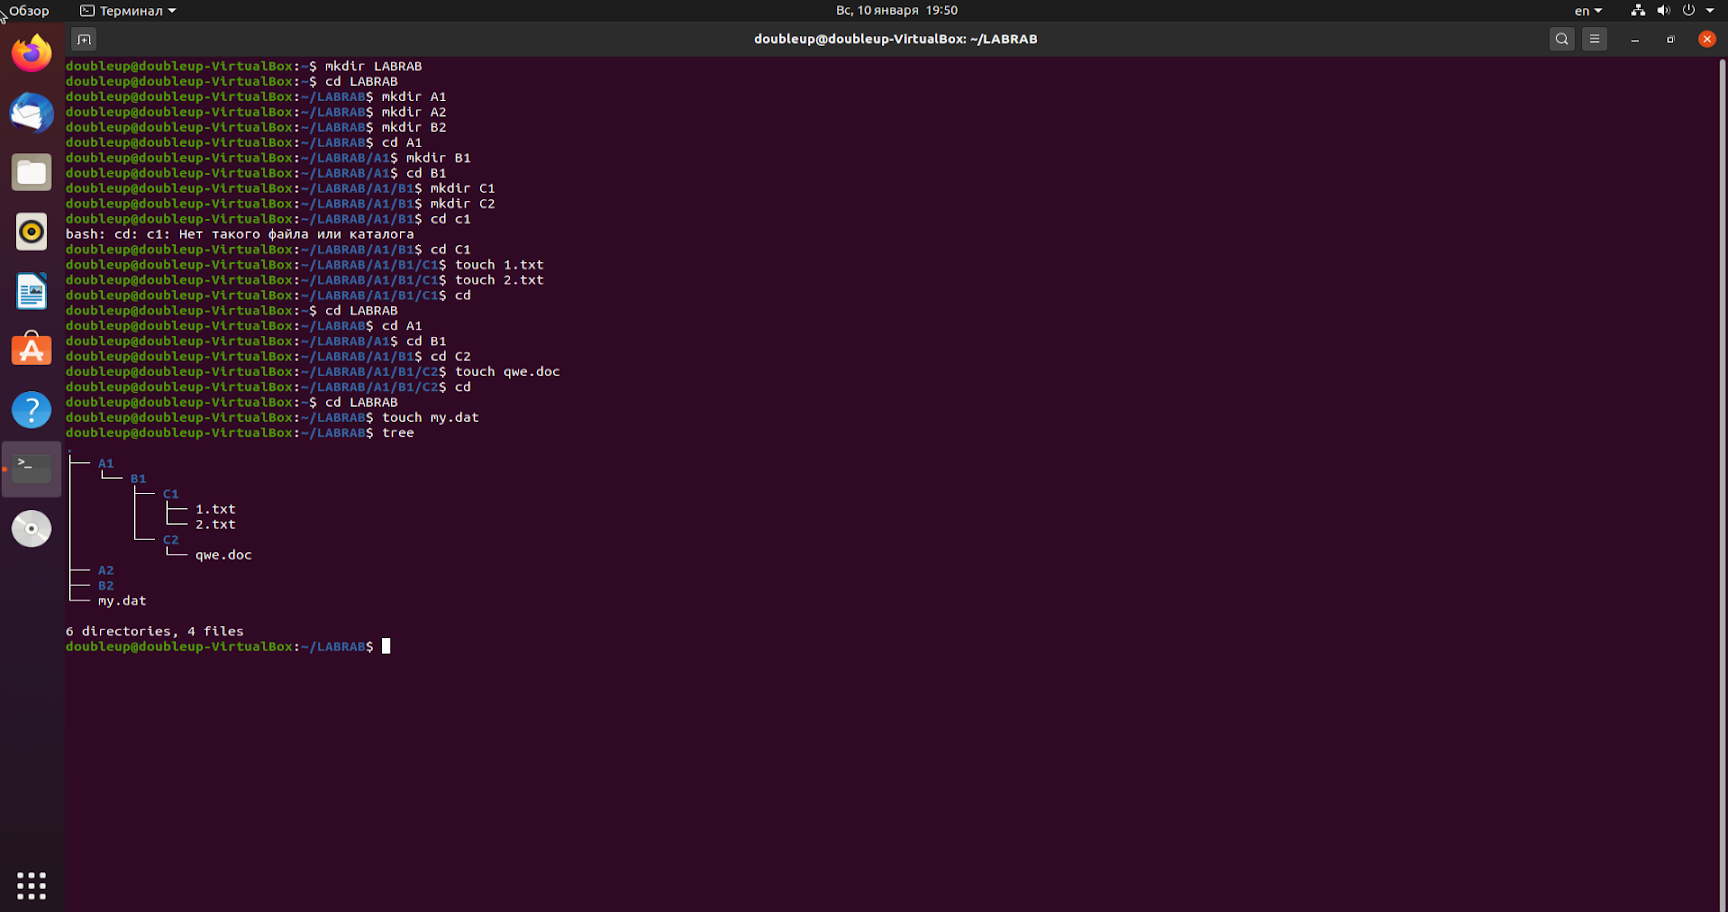 Обзор
Терминал
Вс, 10 января 19:50
en
doubleup@doubleup-VirtualBox: ~/LABRAB
doubleup@doubleup-VirtualBox:~$ mkdir LABRAB
doubleup@doubleup-VirtualBox:~$ cd LABRAB
doubleup@doubleup-VirtualBox:~/LABRAB$ mkdir A1
doubleup@doubleup-VirtualBox:~/LABRAB$ mkdir A2
doubleup@doubleup-VirtualBox:~/LABRAB$ mkdir B2
doubleup@doubleup-VirtualBox:~/LABRAB$ cd A1
doubleup@doubleup-VirtualBox:~/LABRAB/A1$ mkdir B1
doubleup@doubleup-VirtualBox:~/LABRAB/A1$ cd B1
doubleup@doubleup-VirtualBox:~/LABRAB/A1/B1$ mkdir C1
doubleup@doubleup-VirtualBox:~/LABRAB/A1/B1$ mkdir C2
doubleup@doubleup-VirtualBox:~/LABRAB/A1/B1$ cd c1
bash: cd: c1: Нет такого файла или каталога
doubleup@doubleup-VirtualBox:~/LABRAB/A1/B1$ cd C1
doubleup@doubleup-VirtualBox:~/LABRAB/A1/B1/C1$ touch 1.txt
doubleup@doubleup-VirtualBox:~/LABRAB/A1/B1/C1$ touch 2.txt
doubleup@doubleup-VirtualBox:~/LABRAB/A1/B1/C1$ cd
doubleup@doubleup-VirtualBox:~$ cd LABRAB
doubleup@doubleup-VirtualBox:~/LABRAB$ cd A1
doubleup@doubleup-VirtualBox:~/LABRAB/A1$ cd B1
doubleup@doubleup-VirtualBox:~/LABRAB/A1/B1$ cd C2
doubleup@doubleup-VirtualBox:~/LABRAB/A1/B1/C2$ touch qwe.doc
doubleup@doubleup-VirtualBox:~/LABRAB/A1/B1/C2$ cd
doubleup@doubleup-VirtualBox:~$ cd LABRAB
doubleup@doubleup-VirtualBox:~/LABRAB$ touch my.dat
doubleup@doubleup-VirtualBox:~/LABRAB$ tree
.
├── A1
│   └── B1
│       ├── C1
│       │   ├── 1.txt
│       │   └── 2.txt
│       └── C2
│           └── qwe.doc
├── A2
├── B2
└── my.dat
6 directories, 4 files
doubleup@doubleup-VirtualBox:~/LABRAB$